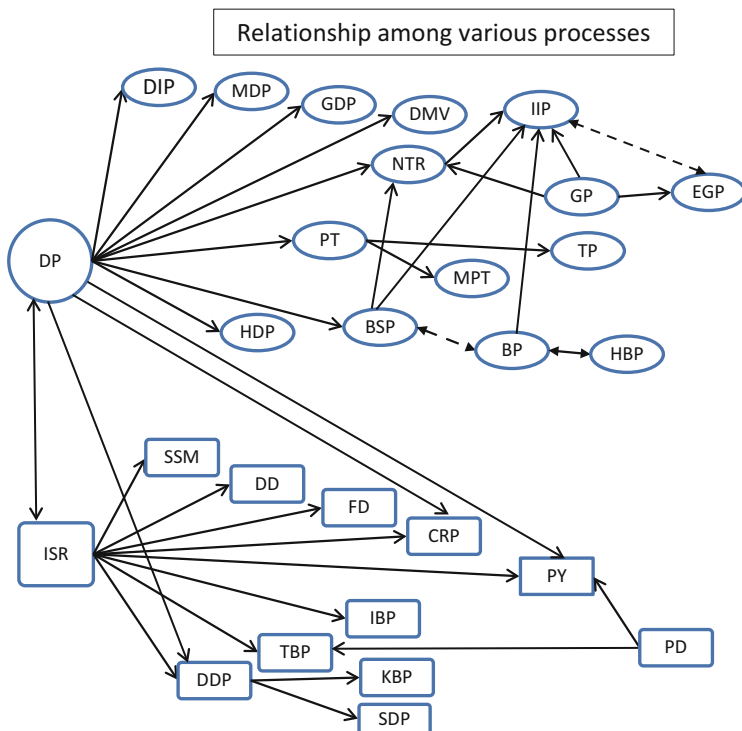 Relationship among various processes
DIP
MDP
GDP
DMV
IIP
NTR
GP
EGP
DP
PT
TP
MPT
HDP
BSP
BP
HBP
SSM
DD
FD
CRP
ISR
PY
IBP
TBP
PD
DDP
KBP
SDP